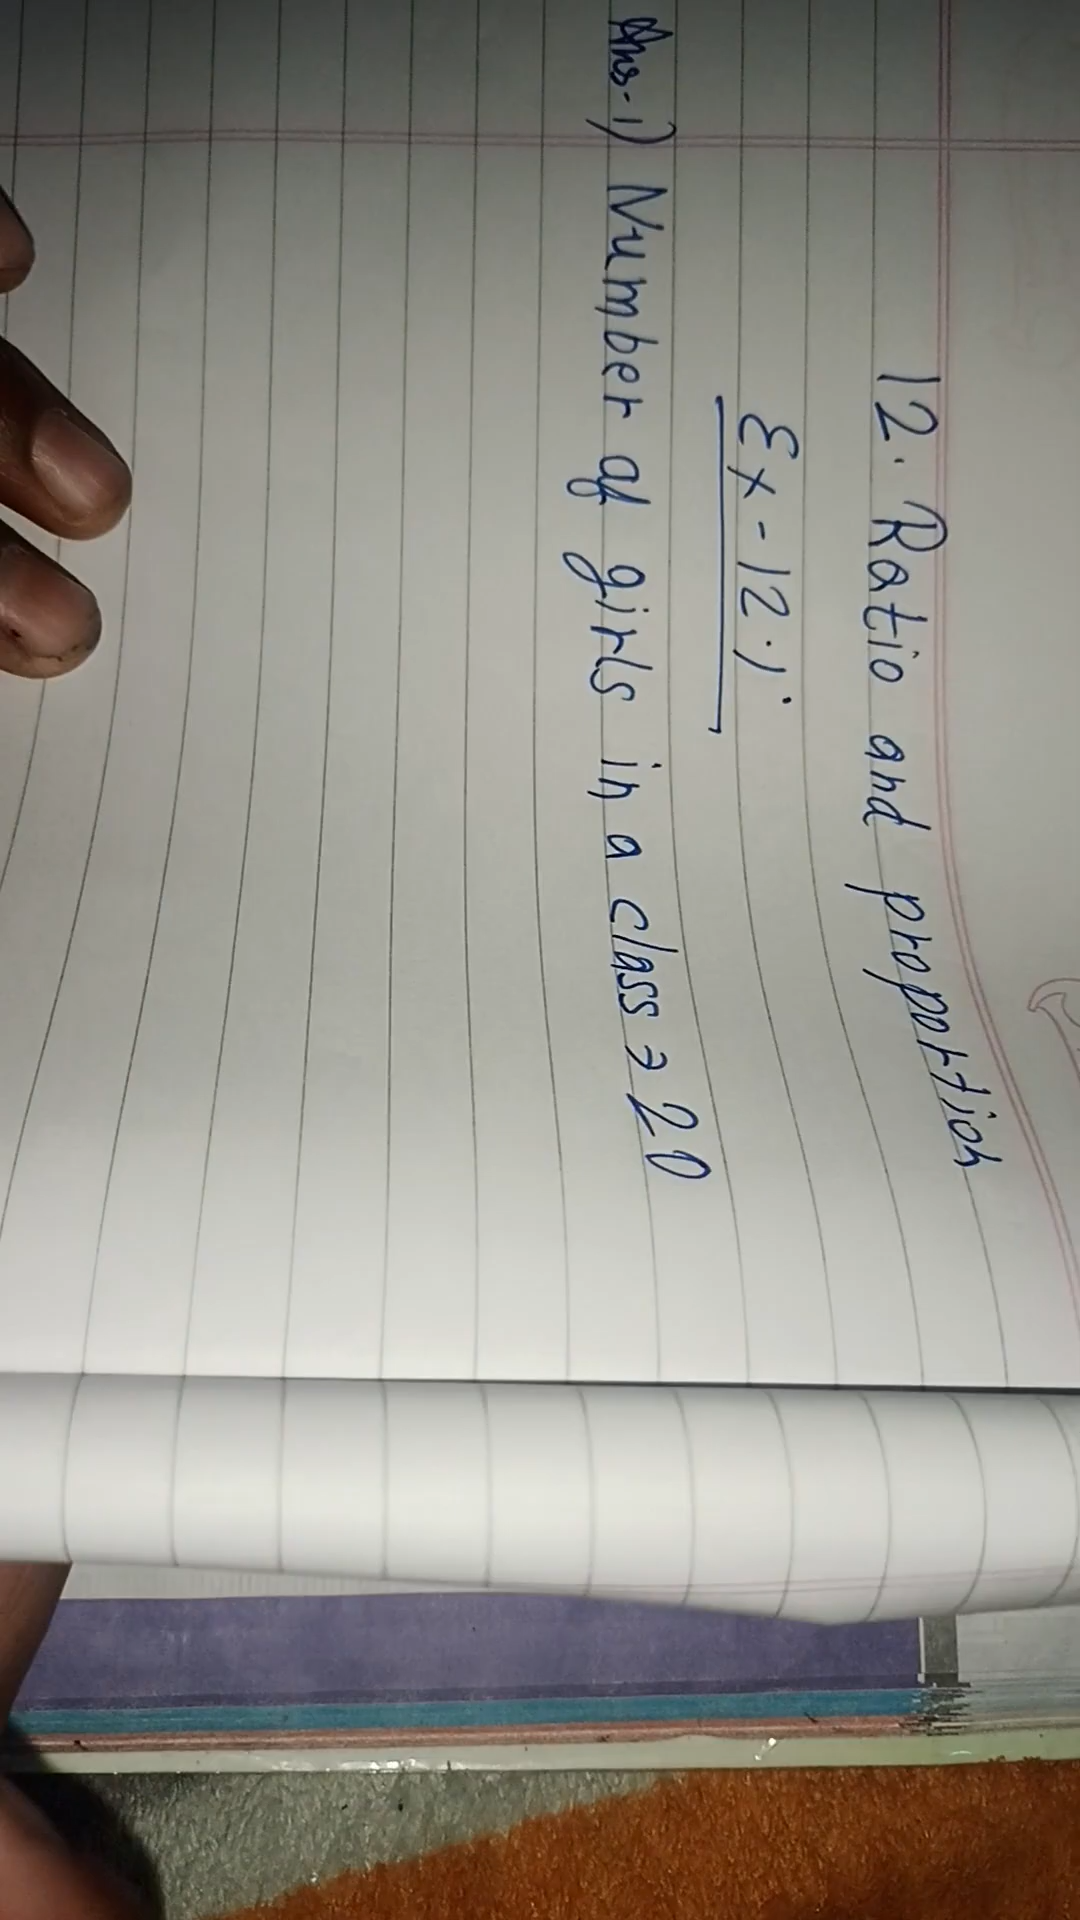 12. Ratio and proportion
Ex-12.1
Ans-1) Number of girls in a class → 20